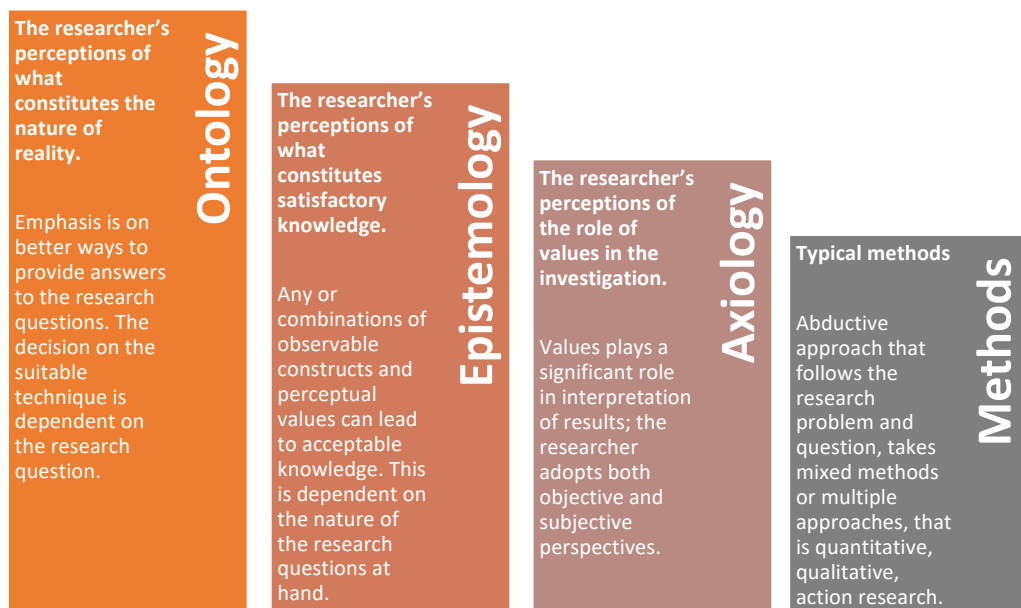 Ontology
The researcher’s
perceptions of
what
constitutes the
nature of
reality.
Emphasis is on
better ways to
provide answers
to the research
questions. The
decision on the
suitable
technique is
dependent on
the research
question.
Epistemology
The researcher’s
perceptions of
what
constitutes
satisfactory
knowledge.
Any or
combinations of
observable
constructs and
perceptual
values can lead
to acceptable
knowledge. This
is dependent on
the nature of
the research
questions at
hand.
Axiology
The researcher’s
perceptions of
the role of
values in the
investigation.
Values plays a
significant role
in interpretation
of results; the
researcher
adopts both
objective and
subjective
perspectives.
Methods
Typical methods
Abductive
approach that
follows the
research
problem and
question, takes
mixed methods
or multiple
approaches, that
is quantitative,
qualitative,
action research.